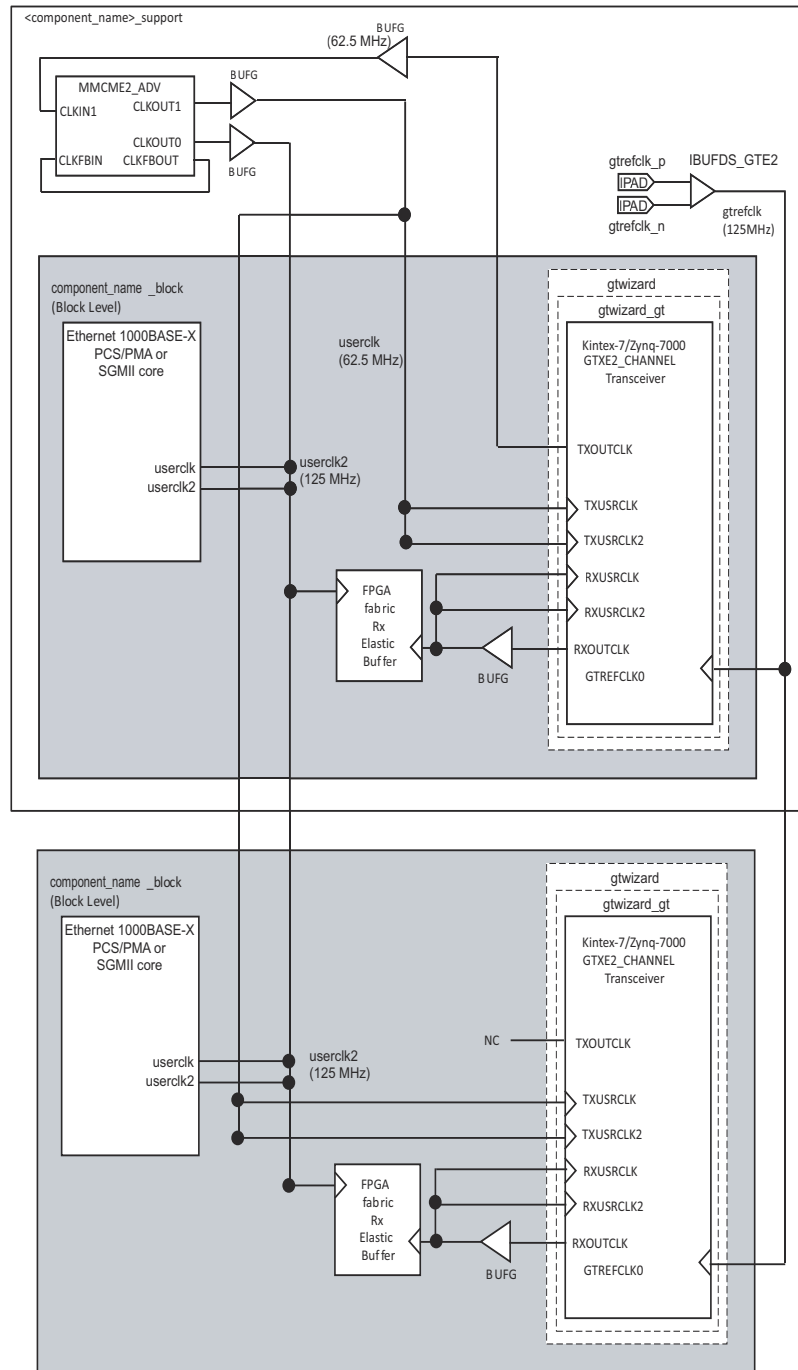 <component_name>_support
BUFG
(62.5 MHz)
MMCME2_ADV
CLKIN1
CLKOUT1
CLKOUT0
CLKFBIN
CLKFBOUT
BUFG
BUFG
gtrefclk_p
IBUFDS_GTE2
IPAD
IPAD
gtrefclk_n
gtrefclk
(125MHz)
component_name _block
(Block Level)
Ethernet 1000BASE-X
PCS/PMA or
SGMII core
userclk
userclk2
userclk
(62.5 MHz)
userclk2
(125 MHz)
FPGA
fabric
Rx
Elastic
Buffer
BUFG
gtwizard
gtwizard_gt
Kintex-7/Zynq-7000
GTXE2_CHANNEL
Transceiver
TXOUTCLK
TXUSRCLK
TXUSRCLK2
RXUSRCLK
RXUSRCLK2
RXOUTCLK
GTREFCLK0
component_name _block
(Block Level)
Ethernet 1000BASE-X
PCS/PMA or
SGMII core
userclk
userclk2
userclk2
(125 MHz)
FPGA
fabric
Rx
Elastic
Buffer
BUFG
NC
gtwizard
gtwizard_gt
Kintex-7/Zynq-7000
GTXE2_CHANNEL
Transceiver
TXOUTCLK
TXUSRCLK
TXUSRCLK2
RXUSRCLK
RXUSRCLK2
RXOUTCLK
GTREFCLK0